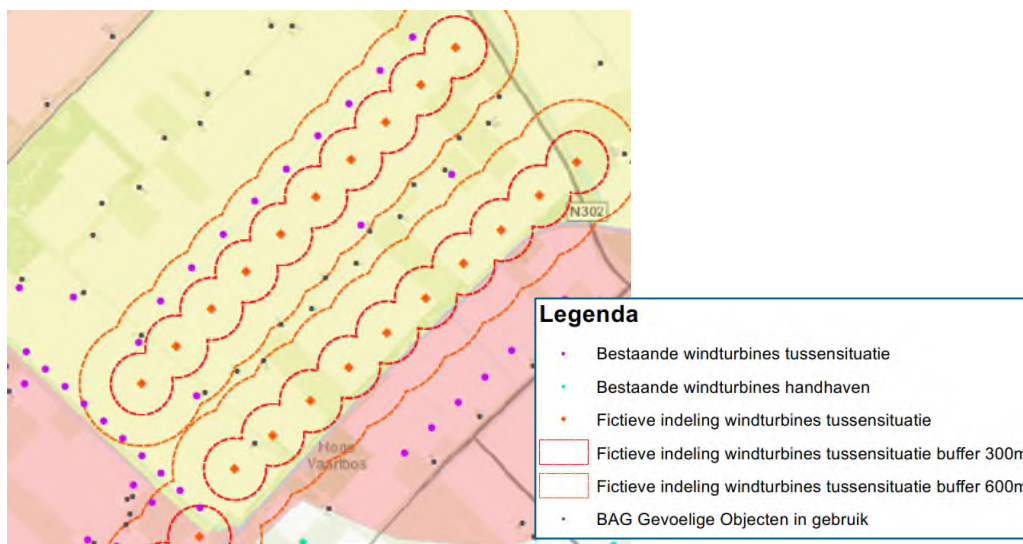 N302
Hoge
Vaartbos
Legenda
Bestaande windturbines tussensituatie
Bestaande windturbines handhaven
Fictieve indeling windturbines tussensituatie
Fictieve indeling windturbines tussensituatie buffer 300m
Fictieve indeling windturbines tussensituatie buffer 600m
BAG Gevoelige Objecten in gebruik